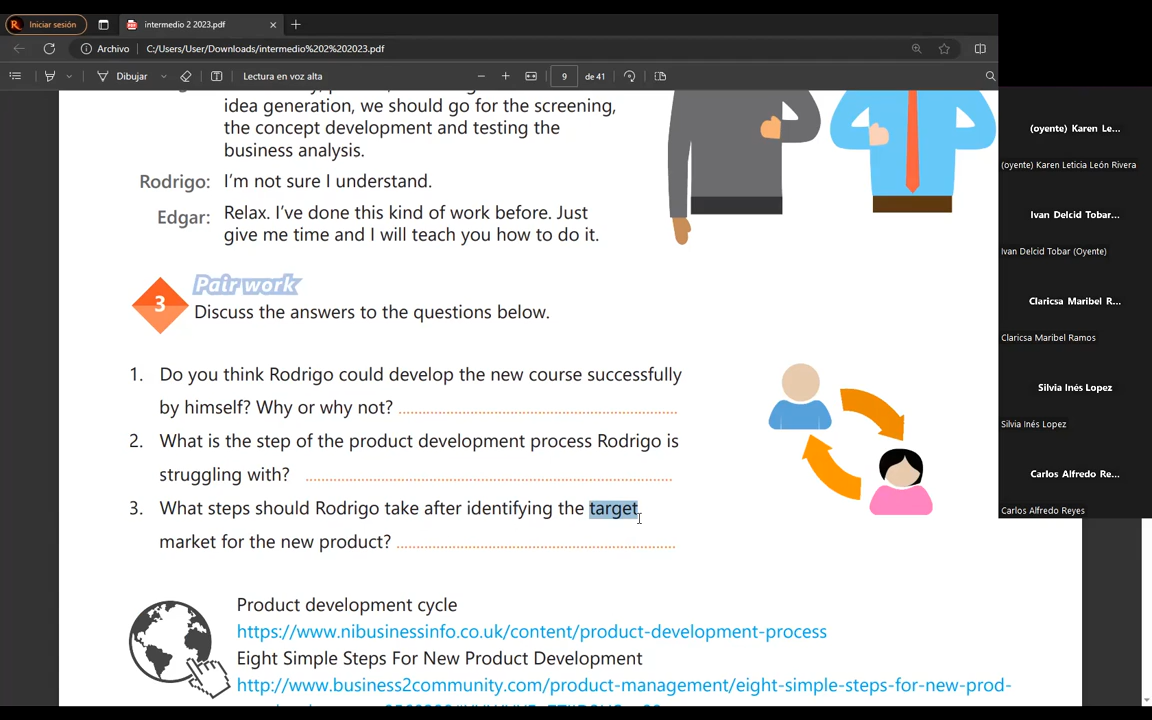 Iniciar sesión
intermedio 2 2023.pdf
Archivo
C:/Users/User/Downloads/intermedio%202%202023.pdf
Dibujar
Lectura en voz alta
9
de 41
idea generation, we should go for the screening,
the concept development and testing the
business analysis.
Rodrigo: I'm not sure I understand.
Edgar: Relax. I've done this kind of work before. Just
give me time and I will teach you how to do it.
3
Pair work
Discuss the answers to the questions below.
1. Do you think Rodrigo could develop the new course successfully
by himself? Why or why not?
2. What is the step of the product development process Rodrigo is
struggling with?
3. What steps should Rodrigo take after identifying the target
market for the new product?
Product development cycle
https://www.nibusinessinfo.co.uk/content/product-development-process
Eight Simple Steps For New Product Development
http://www.business2community.com/product-management/eight-simple-steps-for-new-prod-
(oyente) Karen Le...
(oyente) Karen Leticia León Rivera
Ivan Delcid Tobar...
Ivan Delcid Tobar (Oyente)
Claricsa Maribel R...
Claricsa Maribel Ramos
Silvia Inés Lopez
Silvia Inés Lopez
Carlos Alfredo Re...
Carlos Alfredo Reyes